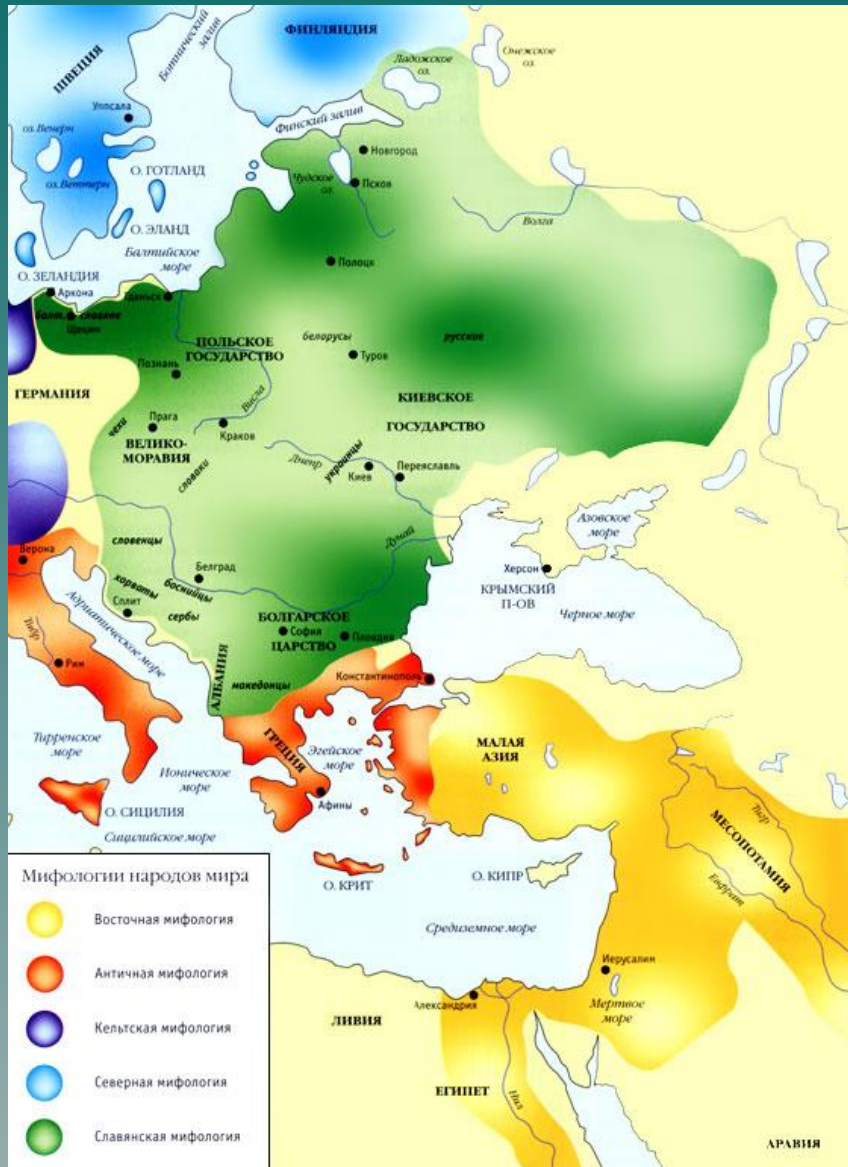 ШВЕЦИЯ
Ботнический
залив
ФИНЛЯНДИЯ
Ладожское
оз.
Онежское
оз.
Уппсала
Финский залив
оз. Венерн
Новгород
О. ГОТЛАНД
оз. Веттерн
Чудское
оз.
Псков
О. ЭЛАНД
Волга
Балтийское
море
Полоцк
О. ЗЕЛАНДИЯ
Аркона
Гданьск
балт. славяне
Щецин
ПОЛЬСКОЕ
ГОСУДАРСТВО
белорусы
русские
Туров
Познань
ГЕРМАНИЯ
Висла
КИЕВСКОЕ
ГОСУДАРСТВО
чехи
Прага
Краков
ВЕЛИКО-
МОРАВИЯ
словаки
Днепр
украинцы
Киев
Переяславль
Азовское
море
словенцы
Дунай
Верона
Белград
Херсон
хорваты
боснийцы
КРЫМСКИЙ
П-ОВ
Сплит
сербы
Черное море
Адриатическое море
БОЛГАРСКОЕ
ЦАРСТВО
София
Пловдив
Тибр
Рим
АЛБАНИЯ
македонцы
Константинополь
Тирренское
море
ГРЕЦИЯ
Эгейское
море
МАЛАЯ
АЗИЯ
Ионическое
море
Афины
Тигр
О. СИЦИЛИЯ
МЕСОПОТАМИЯ
Сицилийское море
Евфрат
О. КРИТ
О. КИПР
Средиземное море
Иерусалим
Александрия
Мертвое
море
ЛИВИЯ
ЕГИПЕТ
Нил
АРАВИЯ
Мифологии народов мира
Восточная мифология
Античная мифология
Кельтская мифология
Северная мифология
Славянская мифология